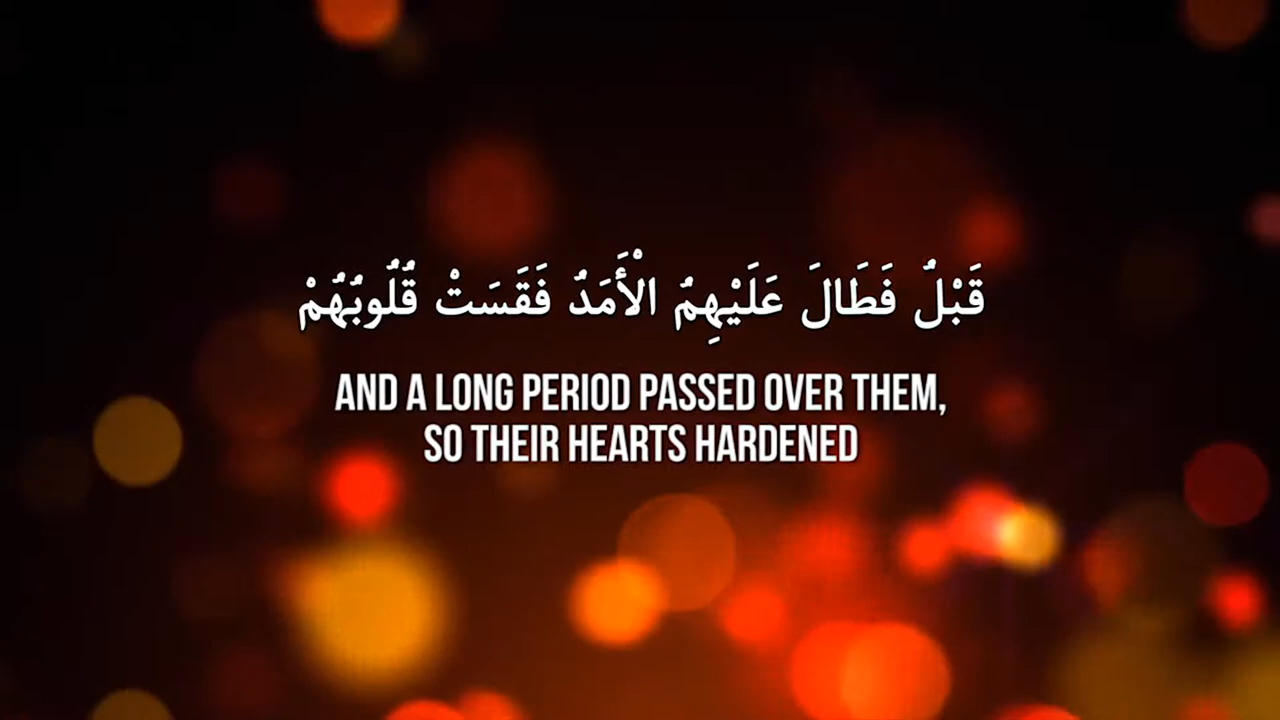 قَبْلُ فَطَالَ عَلَيْهِمُ الْأَمَدُ فَقَسَتْ قُلُوبُهُمْ
AND A LONG PERIOD PASSED OVER THEM,
SO THEIR HEARTS HARDENED